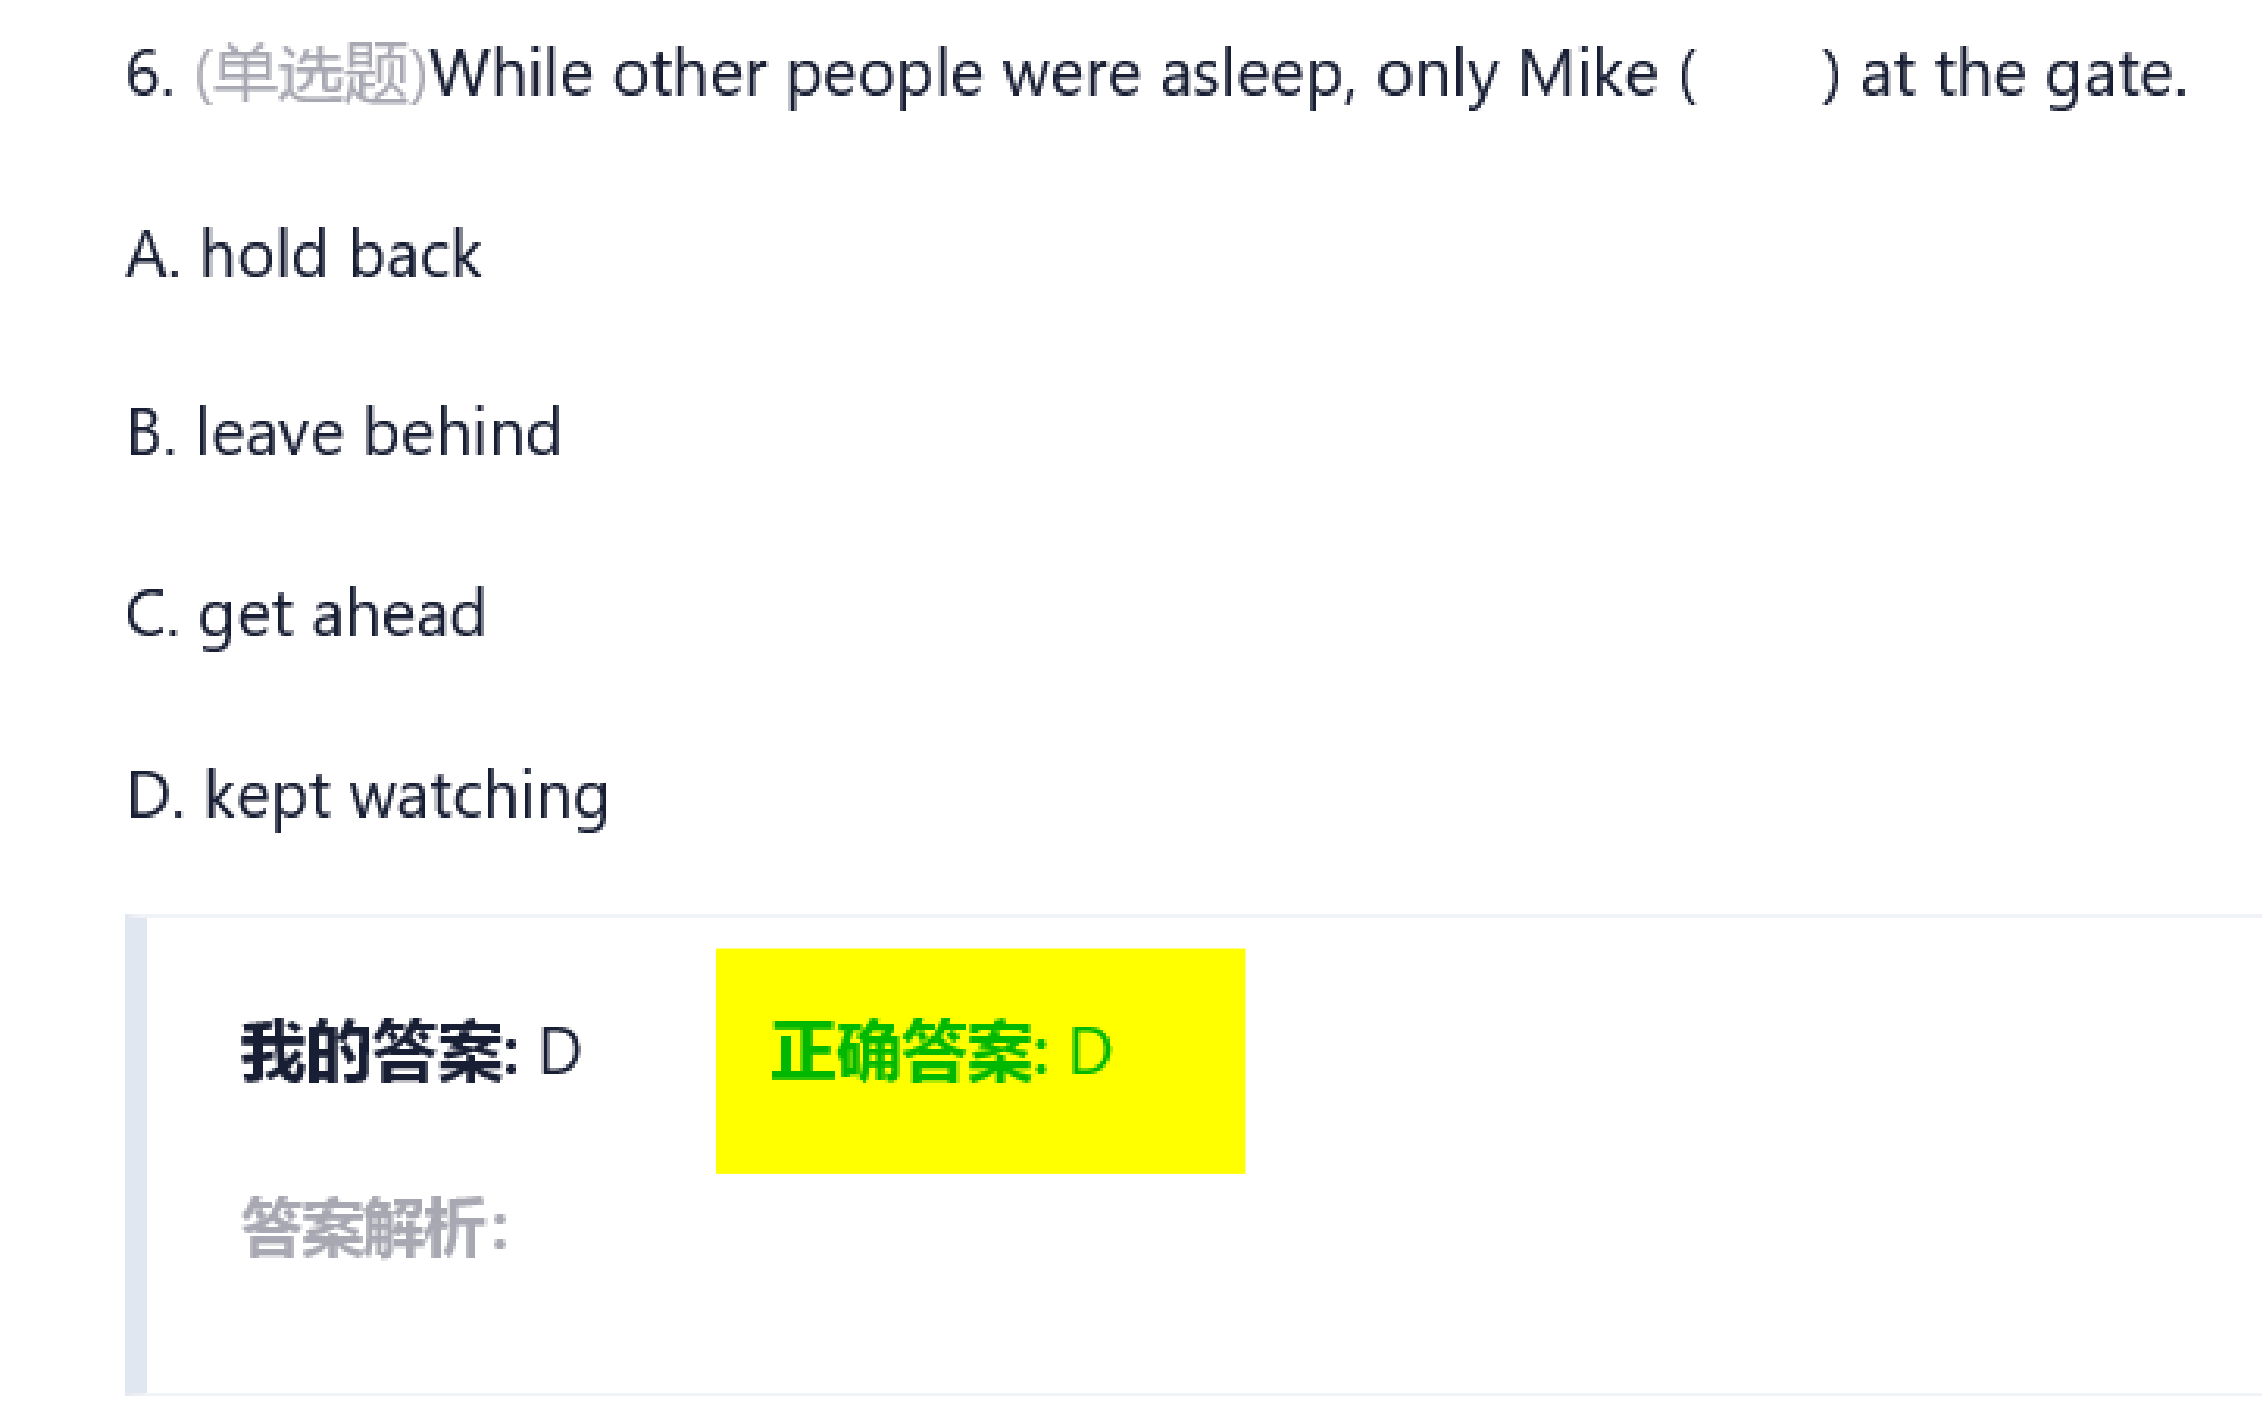 6. (单选题)While other people were asleep, only Mike (      ) at the gate.
A. hold back
B. leave behind
C. get ahead
D. kept watching
我的答案: D 正确答案: D
答案解析: